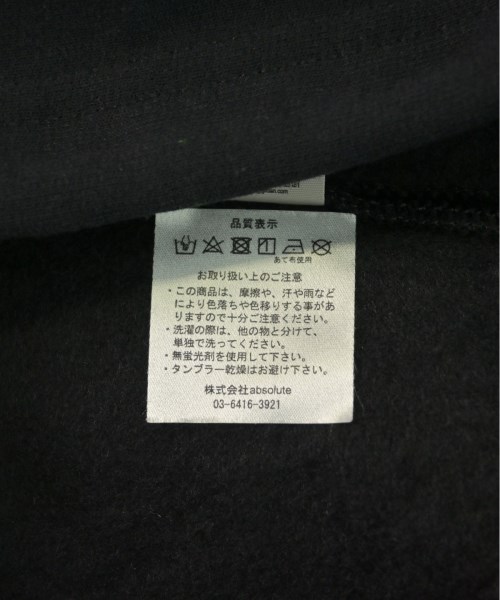 品質表示
あて布使用
お取り扱い上のご注意
・この商品は、摩擦や、汗や雨など
により色落ちや色移りする事があ
りますので十分ご注意ください。
・洗濯の際は、他の物と分けて、
単独で洗ってください。
・無蛍光剤を使用して下さい。
・タンブラー乾燥はお避け下さい。
株式会社absolute
03-6416-3921